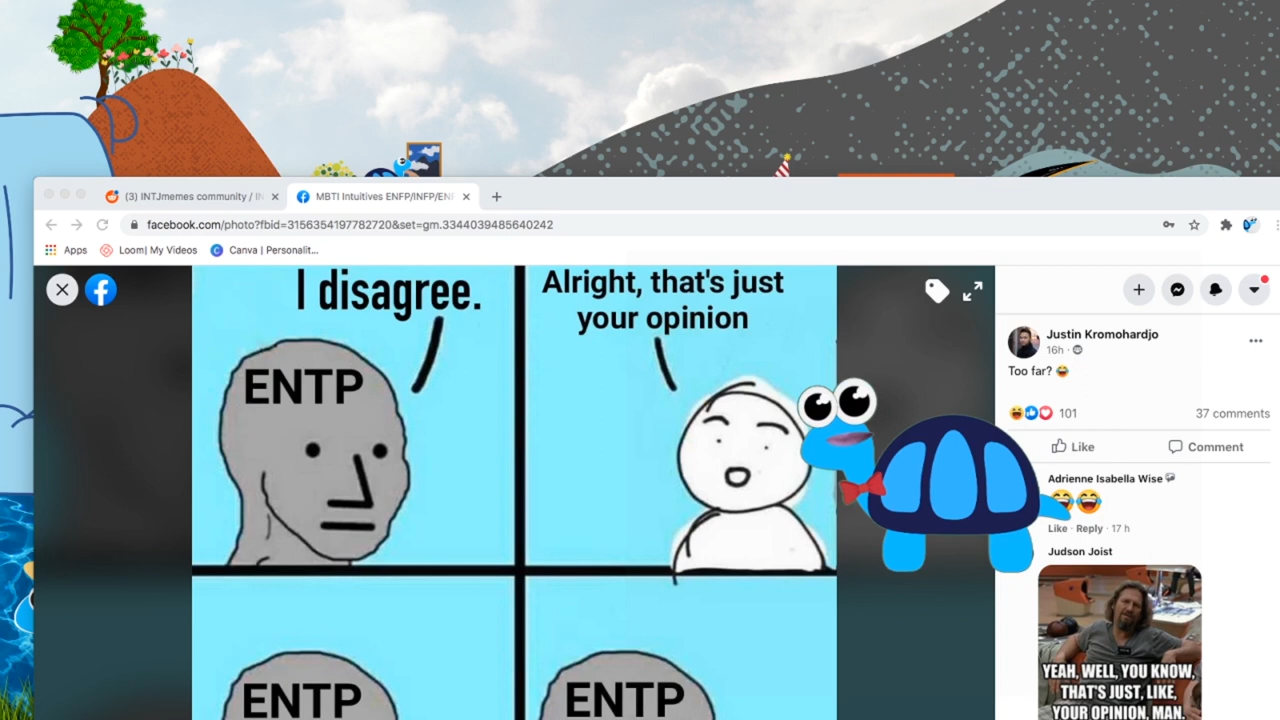 (3) INTJmemes community / IN
MBTI Intuitives ENFP/INFP/ENF
facebook.com/photo?fbid=3156354197782720&set=gm.3344039485640242
Apps
Loom| My Videos
Canva | Personalit...
I disagree.
ENTP
Alright, that's just
your opinion
ENTP
ENTP
Justin Kromohardjo
16h ·
Too far? 😂
101
37 comments
Like
Comment
Adrienne Isabella Wise
😂😂
Like · Reply · 17 h
Judson Joist
YEAH, WELL, YOU KNOW,
THAT'S JUST, LIKE,
YOUR OPINION, MAN.